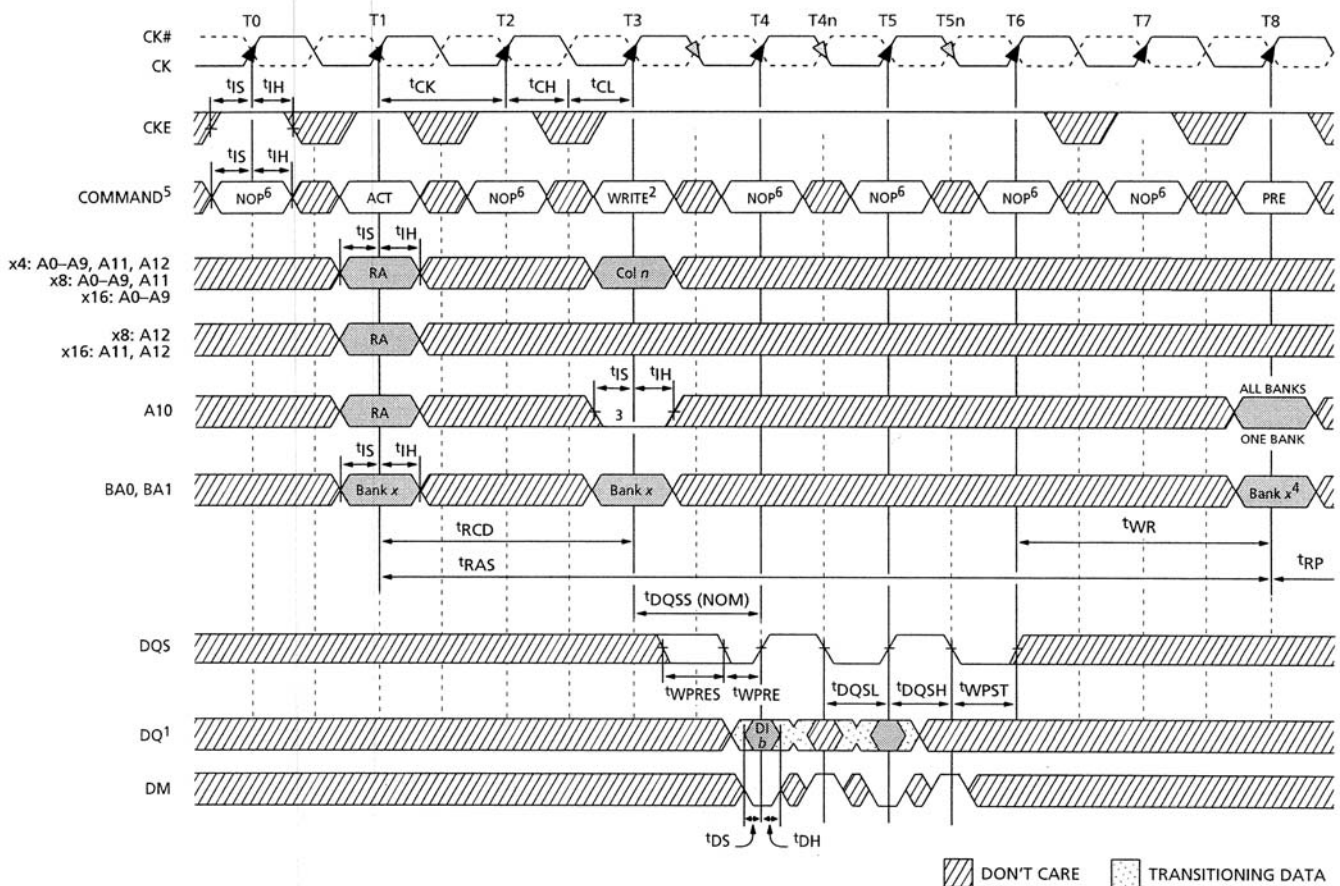 T0 T1 T2 T3 T4 T4n T5 T5n T6 T7 T8
CK#
CK
tIS tIH tCK tCH tCL
CKE
tIS tIH
COMMAND5 NOP6 ACT NOP6 WRITE2 NOP6 NOP6 NOP6 NOP6 PRE
tIS tIH
x4: A0–A9, A11, A12
x8: A0–A9, A11
x16: A0–A9
RA Col n
x8: A12
x16: A11, A12
RA
tIS tIH
ALL BANKS
A10 RA 3
ONE BANK
tIS tIH
BA0, BA1 Bank x Bank x Bank x4
tRCD tWR
tRAS tRP
tDQSS (NOM)
DQS
tWPRES tWPRE tDQSL tDQSH tWPST
DQ1 DI
b
DM
tDS tDH
DON'T CARE TRANSITIONING DATA